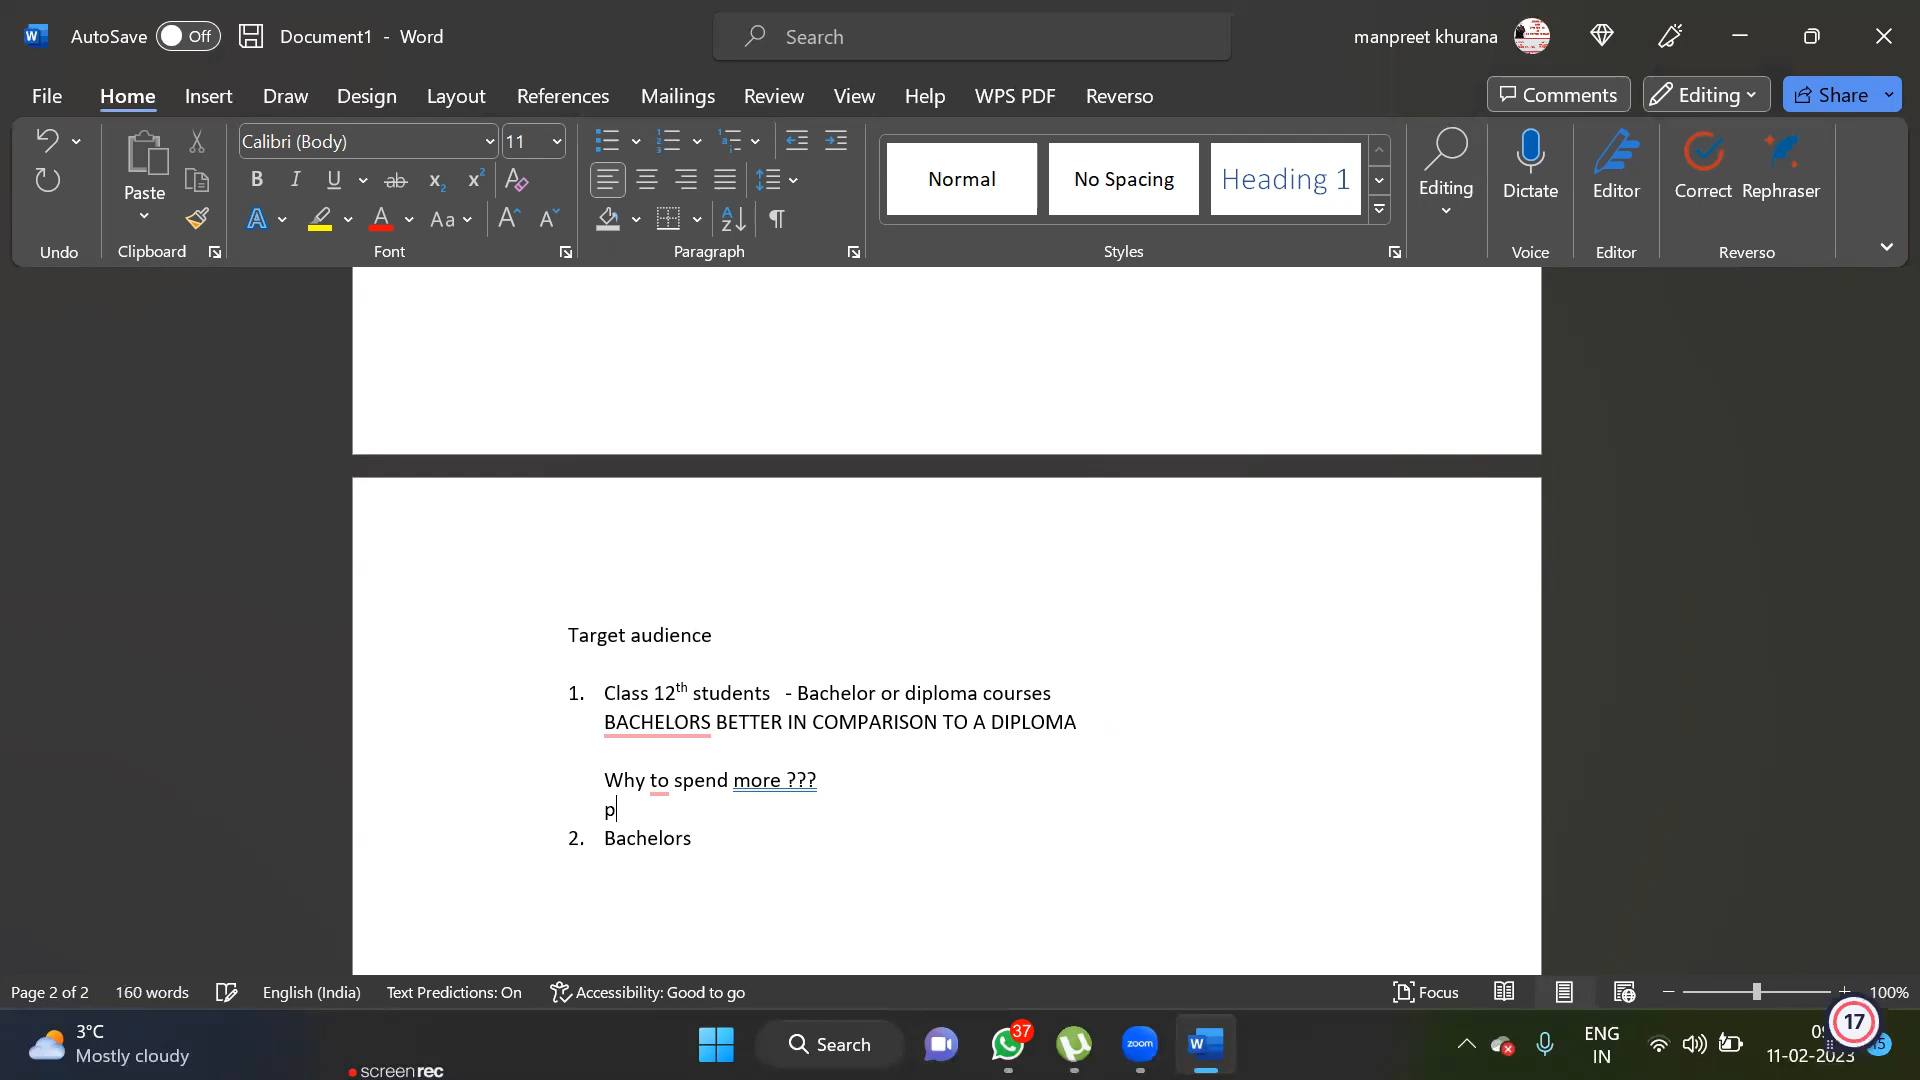 AutoSave Off Document1 - Word Search manpreet khurana
File Home Insert Draw Design Layout References Mailings Review View Help WPS PDF Reverso Comments Editing Share
Calibri (Body) 11
Paste
Normal No Spacing Heading 1
Editing Dictate Editor Correct Rephraser
Undo Clipboard Font Paragraph Styles Voice Editor Reverso
Target audience
1. Class 12th students - Bachelor or diploma courses
BACHELORS BETTER IN COMPARISON TO A DIPLOMA
Why to spend more ???
p
2. Bachelors
Page 2 of 2 160 words English (India) Text Predictions: On Accessibility: Good to go Focus 100%
3°C
Mostly cloudy
Search
37
zoom
ENG
IN
11-02-2023
17
screenrec